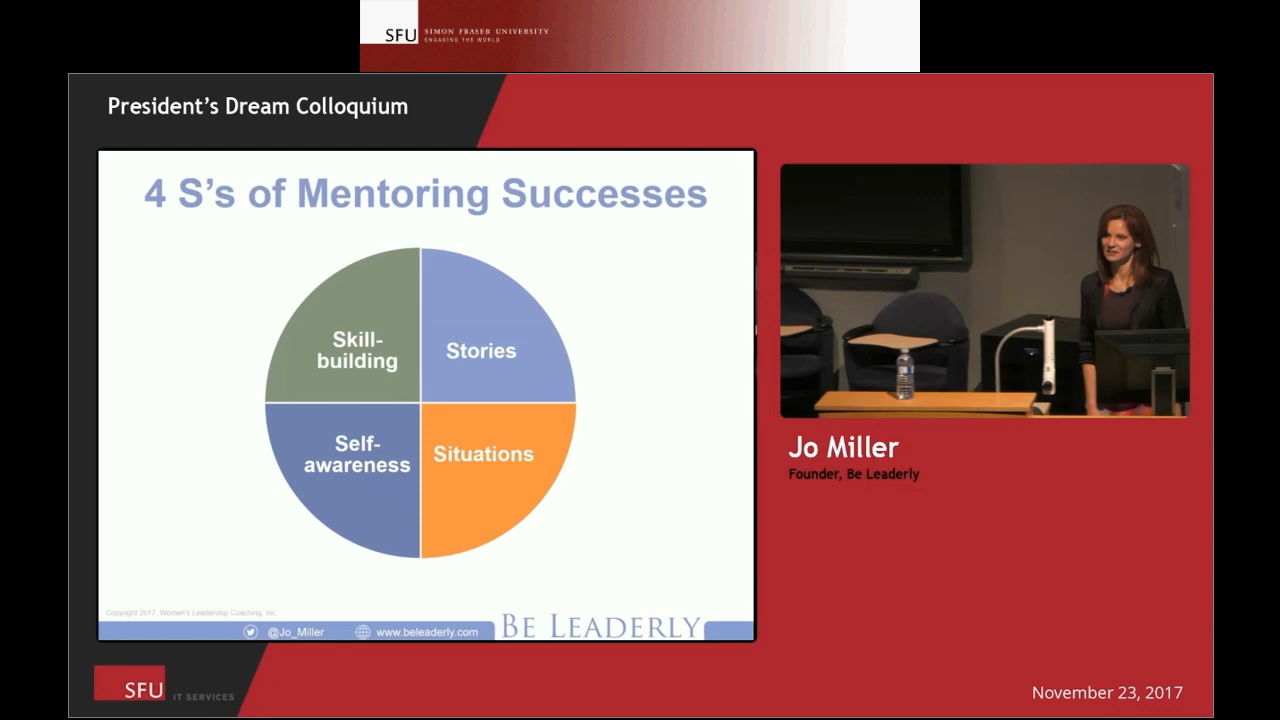 SFU SIMON FRASER UNIVERSITY
ENGAGING THE WORLD
President's Dream Colloquium
4 S's of Mentoring Successes
Skill-
building
Stories
Self-
awareness
Situations
Copyright 2017, Women's Leadership Coaching, Inc.
@Jo_Miller
www.beleaderly.com
BE LEADERLY
Jo Miller
Founder, Be Leaderly
SFU IT SERVICES
November 23, 2017